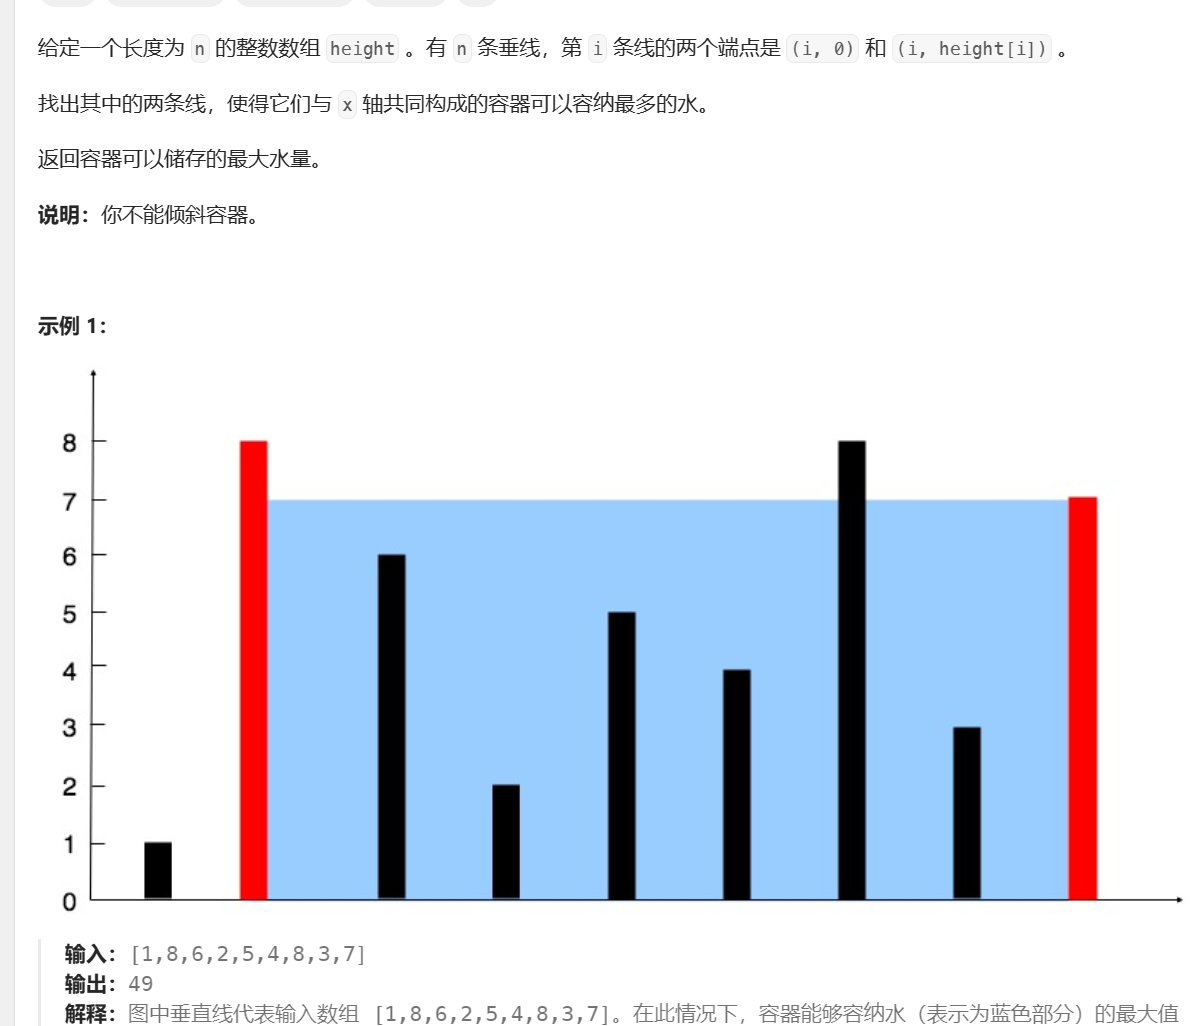 给定一个长度为 n 的整数数组 height 。有 n 条垂线，第 i 条线的两个端点是 (i, 0) 和 (i, height[i]) 。
找出其中的两条线，使得它们与 x 轴共同构成的容器可以容纳最多的水。
返回容器可以储存的最大水量。
说明：你不能倾斜容器。
示例 1：
8
7
6
5
4
3
2
1
0
输入：[1,8,6,2,5,4,8,3,7]
输出：49
解释：图中垂直线代表输入数组 [1,8,6,2,5,4,8,3,7]。在此情况下，容器能够容纳水（表示为蓝色部分）的最大值